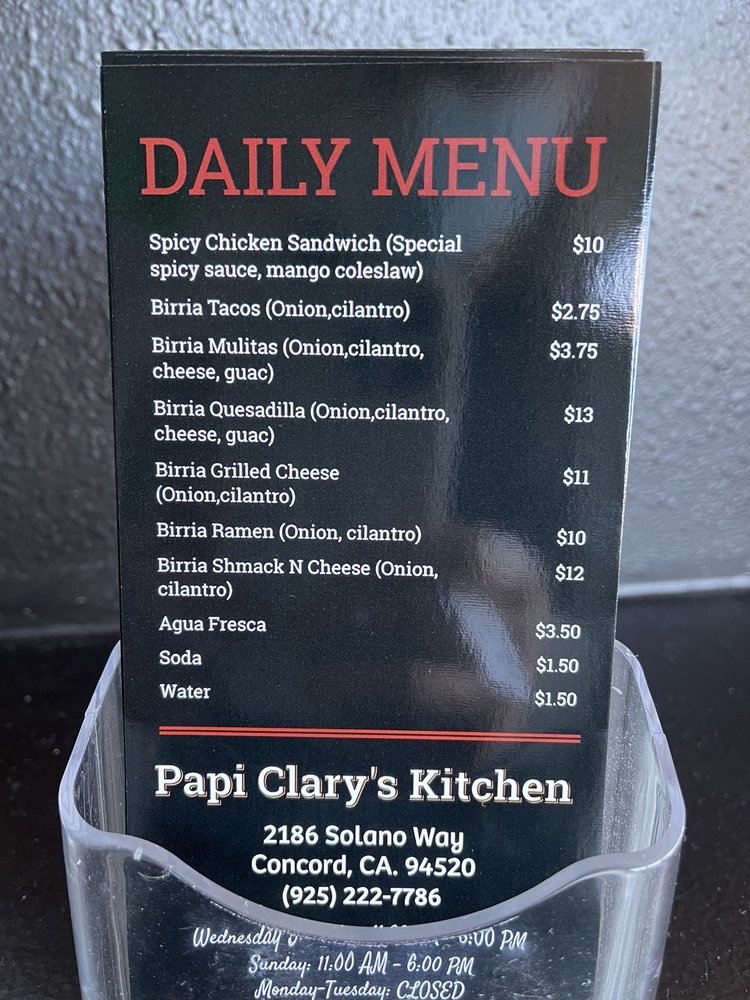 DAILY MENU
Spicy Chicken Sandwich (Special $10
spicy sauce, mango coleslaw)
Birria Tacos (Onion,cilantro) $2.75
Birria Mulitas (Onion,cilantro, $3.75
cheese, guac)
Birria Quesadilla (Onion,cilantro, $13
cheese, guac)
Birria Grilled Cheese $11
(Onion,cilantro)
Birria Ramen (Onion, cilantro) $10
Birria Shmack N Cheese (Onion, $12
cilantro)
Agua Fresca $3.50
Soda $1.50
Water $1.50
Papi Clary's Kitchen
2186 Solano Way
Concord, CA. 94520
(925) 222-7786
Wednesday PM
Sunday: 11:00 AM - 6:00 PM
Monday-Tuesday: CLOSED